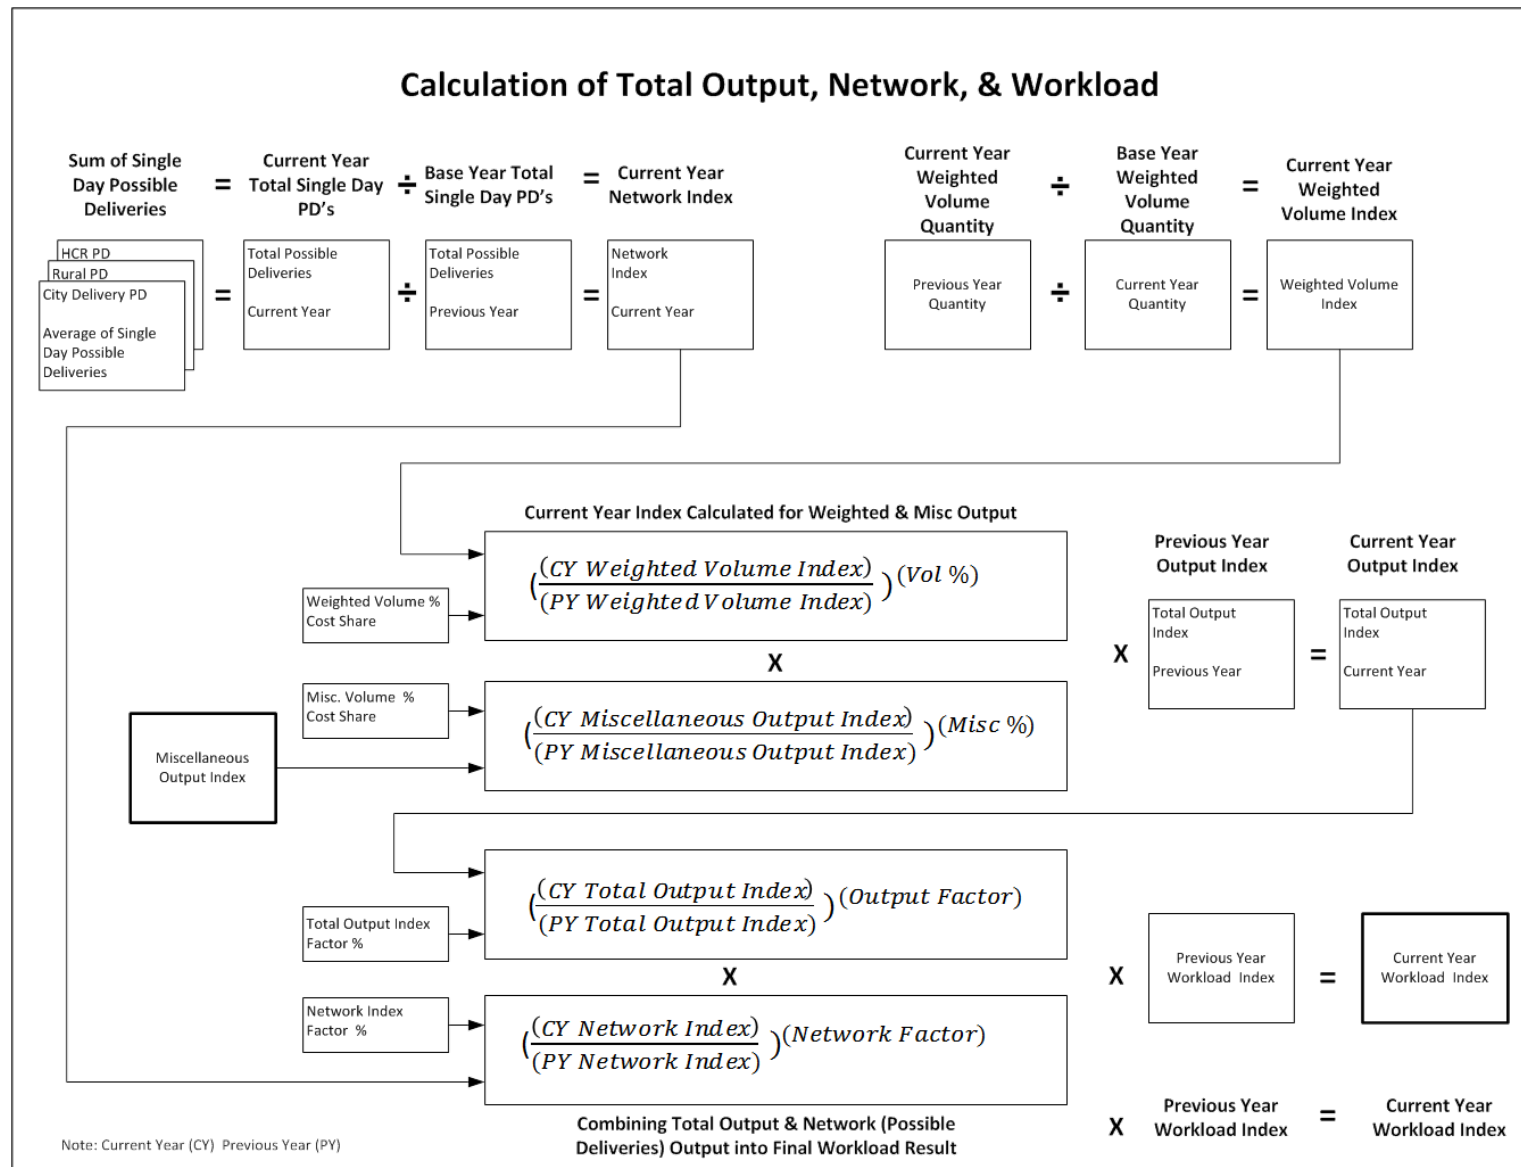 Calculation of Total Output, Network, & Workload
Sum of Single
Day Possible
Deliveries
=
Current Year
Total Single Day
PD's
÷
Base Year Total
Single Day PD's
=
Current Year
Network Index
Current Year
Weighted
Volume
Quantity
÷
Base Year
Weighted
Volume
Quantity
=
Current Year
Weighted
Volume Index
HCR PD
Rural PD
City Delivery PD
Average of Single
Day Possible
Deliveries
=
Total Possible
Deliveries
Current Year
÷
Total Possible
Deliveries
Previous Year
=
Network
Index
Current Year
Previous Year
Quantity
÷
Current Year
Quantity
=
Weighted Volume
Index
Current Year Index Calculated for Weighted & Misc Output
Weighted Volume %
Cost Share
((CY Weighted Volume Index)
(PY Weighted Volume Index))(Vol %)
X
Misc. Volume %
Cost Share
Miscellaneous
Output Index
((CY Miscellaneous Output Index)
(PY Miscellaneous Output Index))(Misc %)
Previous Year
Output Index
Current Year
Output Index
X
Total Output
Index
Previous Year
=
Total Output
Index
Current Year
Total Output Index
Factor %
((CY Total Output Index)
(PY Total Output Index))(Output Factor)
X
Network Index
Factor %
((CY Network Index)
(PY Network Index))(Network Factor)
X
Previous Year
Workload Index
=
Current Year
Workload Index
Combining Total Output & Network (Possible
Deliveries) Output into Final Workload Result
X
Previous Year
Workload Index
=
Current Year
Workload Index
Note: Current Year (CY) Previous Year (PY)